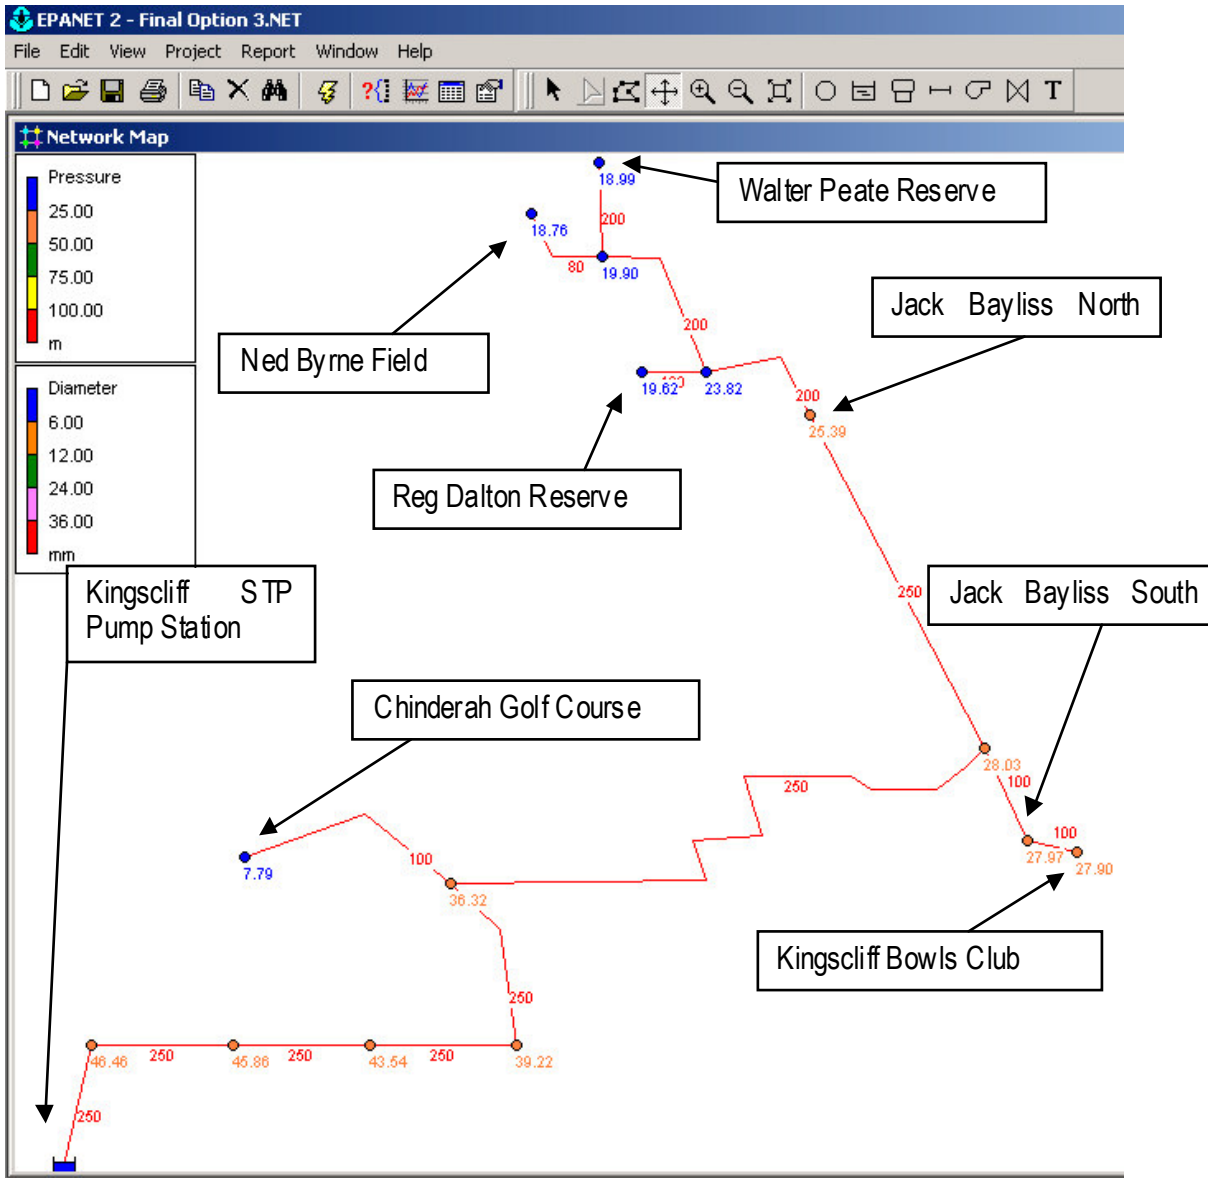 EPANET 2 - Final Option 3.NET
File Edit View Project Report Window Help
T
Network Map
Pressure
25.00
50.00
75.00
100.00
m
Diameter
6.00
12.00
24.00
36.00
mm
18.99
Walter Peate Reserve
200
18.76
80
19.90
Jack Bayliss North
200
Ned Byrne Field
19.62
23.82
200
25.39
Reg Dalton Reserve
Kingscliff STP
Pump Station
250
Jack Bayliss South
Chinderah Golf Course
28.03
100
250
100
27.97
27.90
100
7.79
36.32
Kingscliff Bowls Club
250
46.46
250
45.86
250
43.54
250
39.22
250